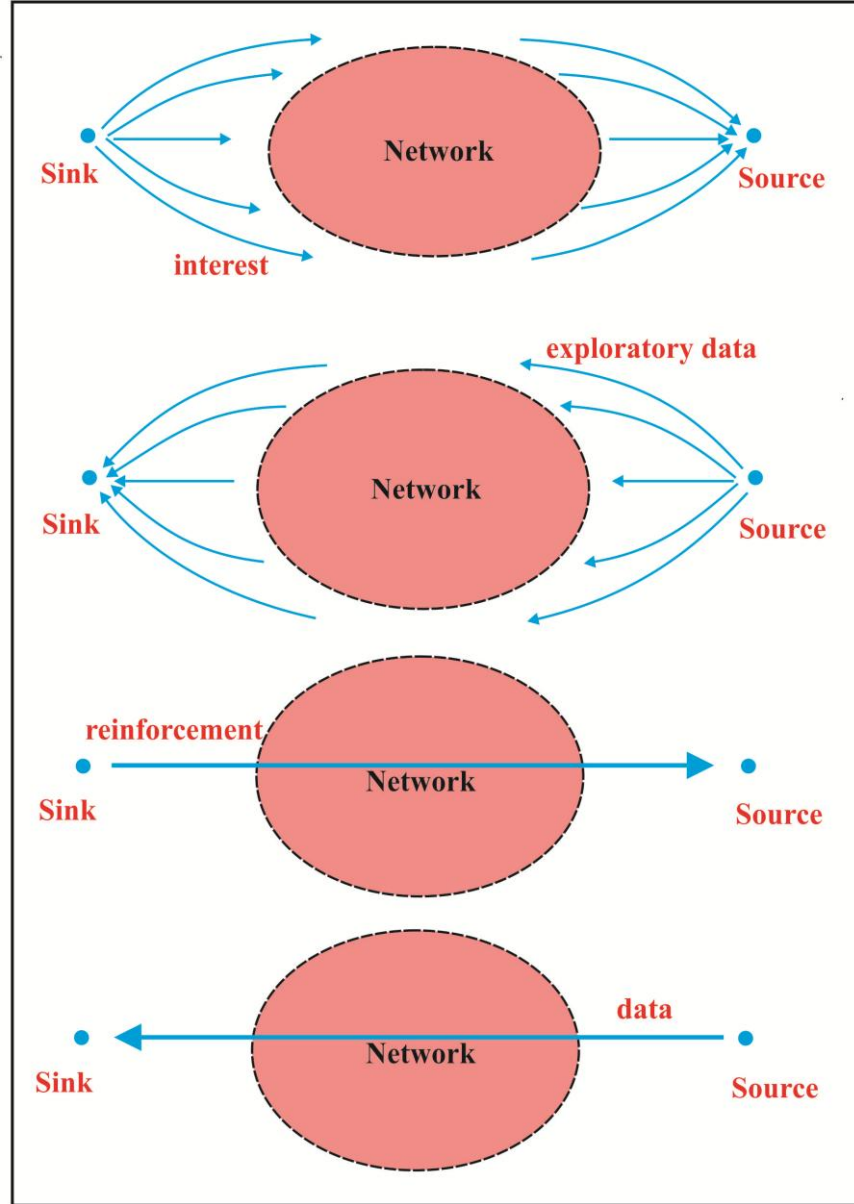 Network
Sink
Source
interest
exploratory data
Network
Sink
Source
reinforcement
Network
Sink
Source
data
Network
Sink
Source